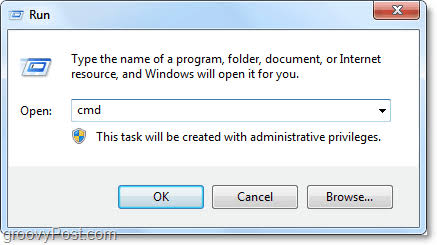 Run
Type the name of a program, folder, document, or Internet
resource, and Windows will open it for you.
Open: cmd
This task will be created with administrative privileges.
OK Cancel Browse...
groovyPost.com